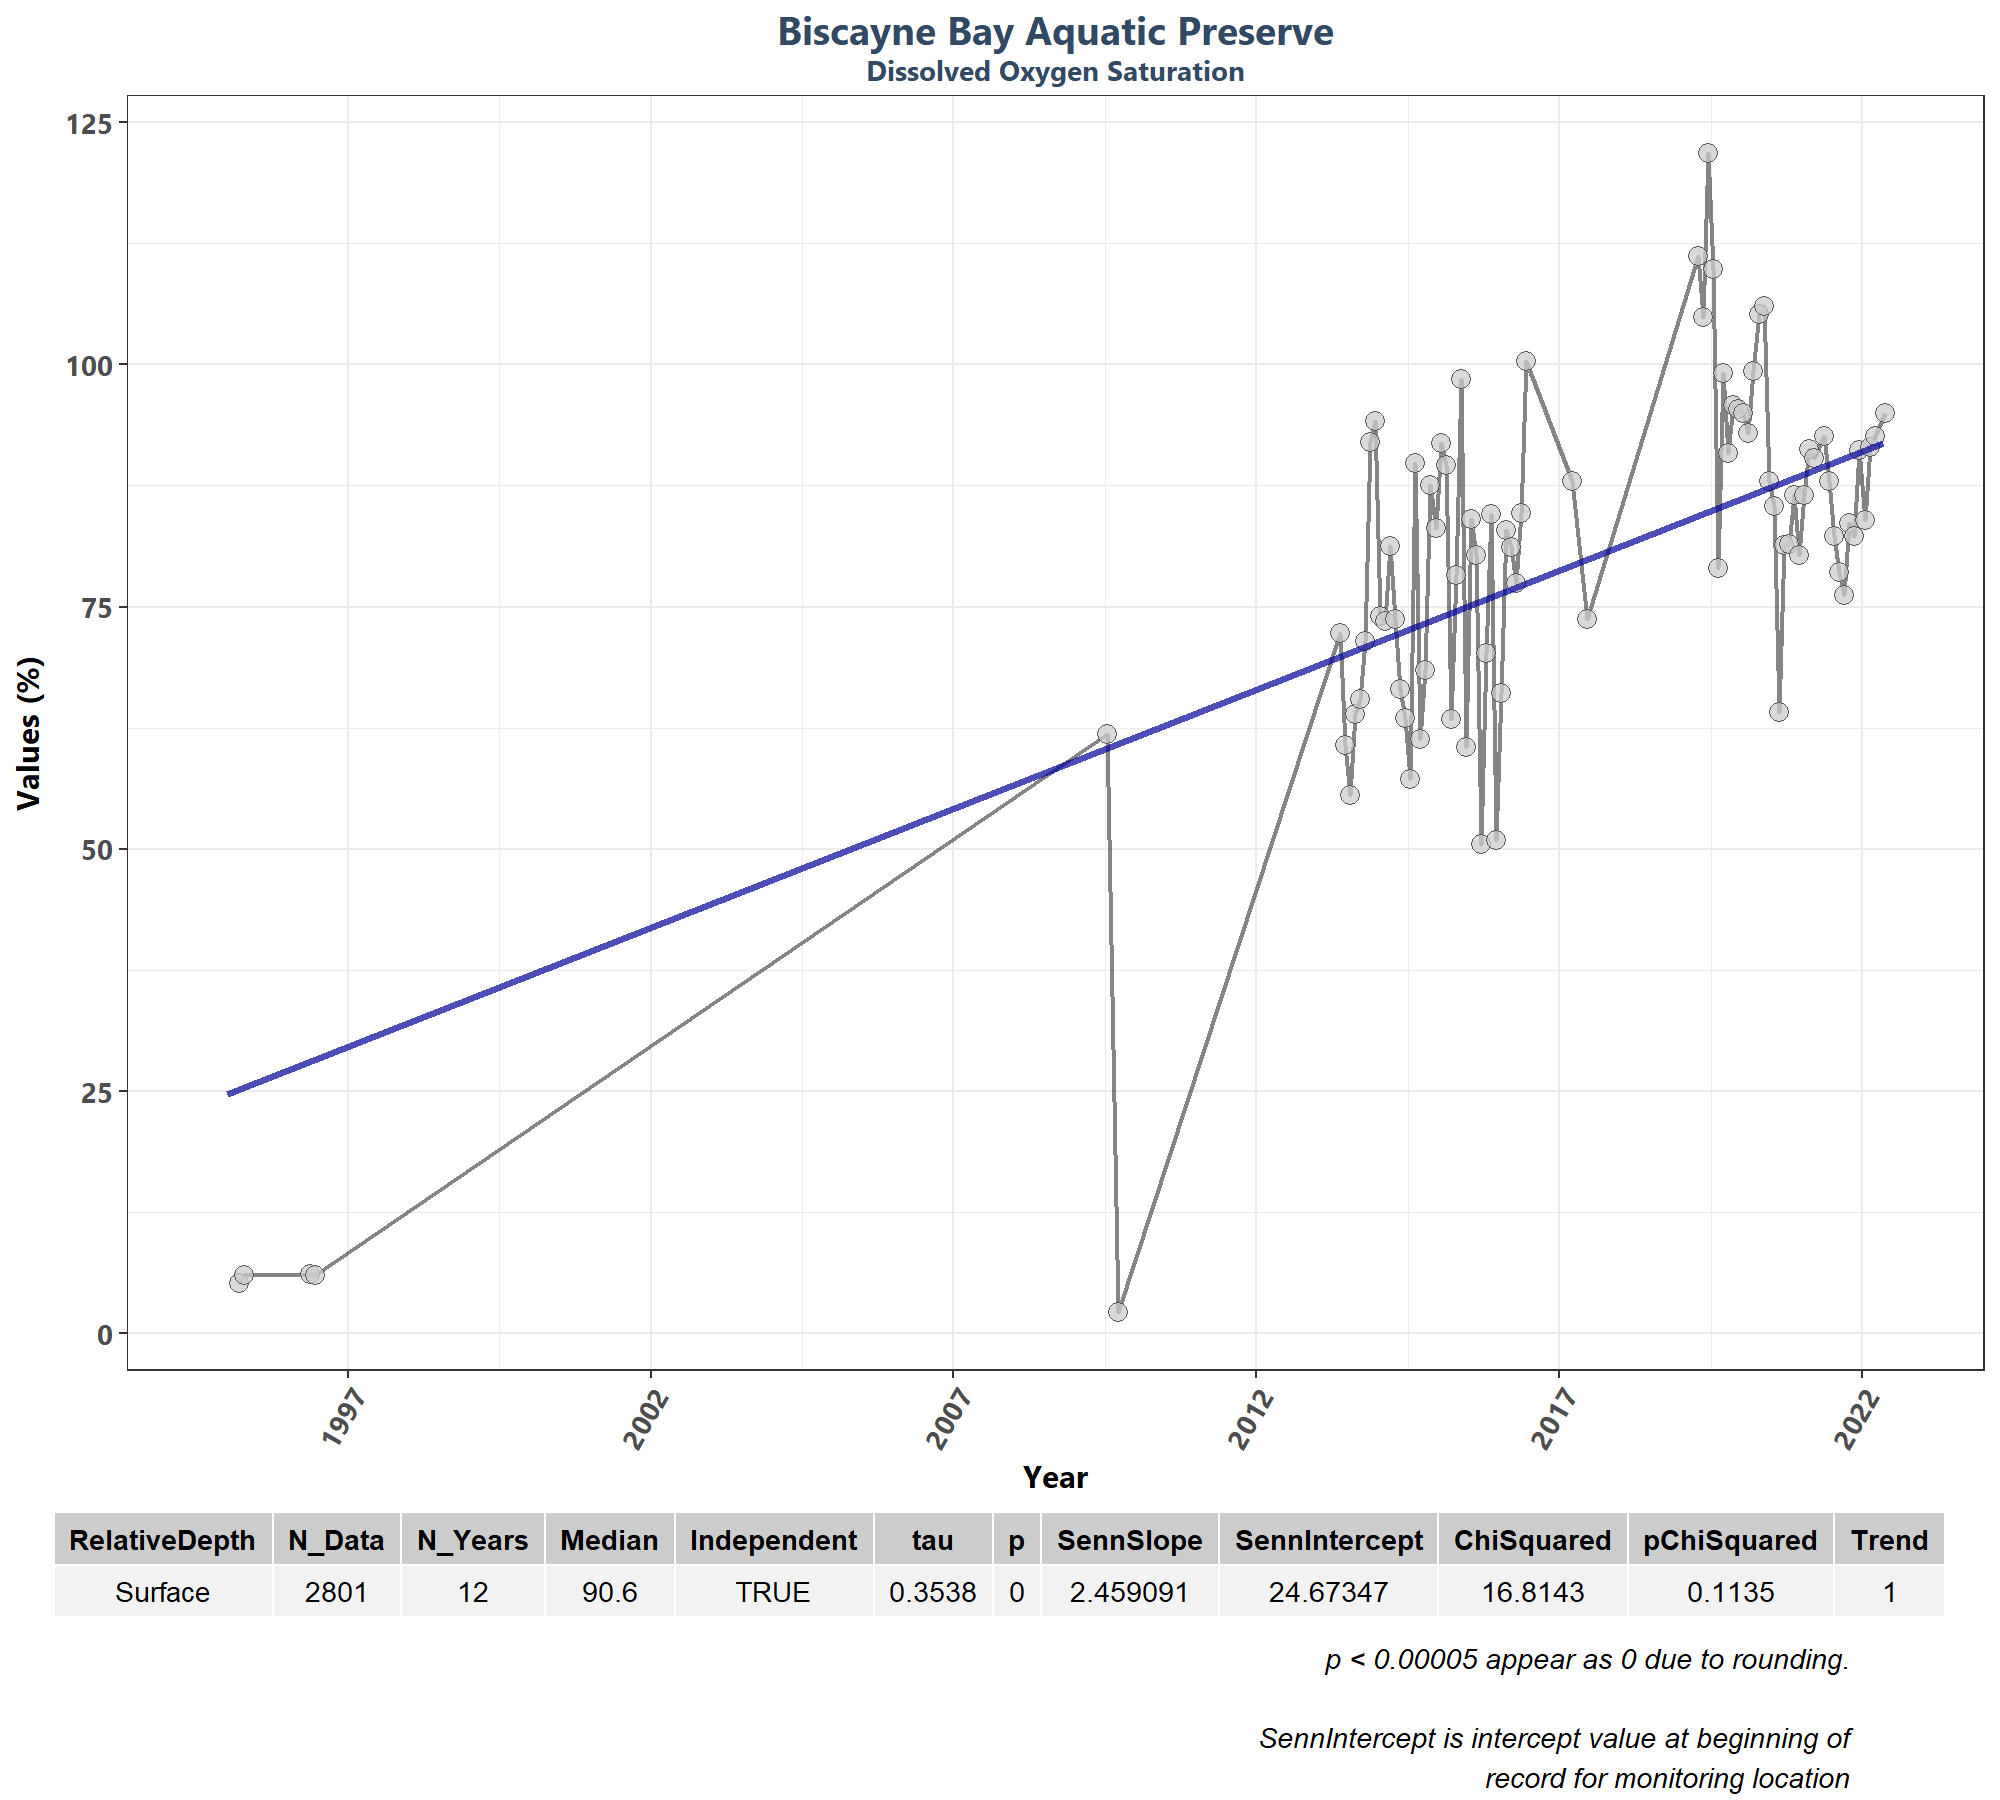 Biscayne Bay Aquatic Preserve
Dissolved Oxygen Saturation
125
100
75
50
25
0
Values (%)
1997
2002
2007
2012
2017
2022
Year
RelativeDepth N_Data N_Years Median Independent tau p SennSlope SennIntercept ChiSquared pChiSquared Trend
Surface 2801 12 90.6 TRUE 0.3538 0 2.459091 24.67347 16.8143 0.1135 1
p < 0.00005 appear as 0 due to rounding.
SennIntercept is intercept value at beginning of
record for monitoring location